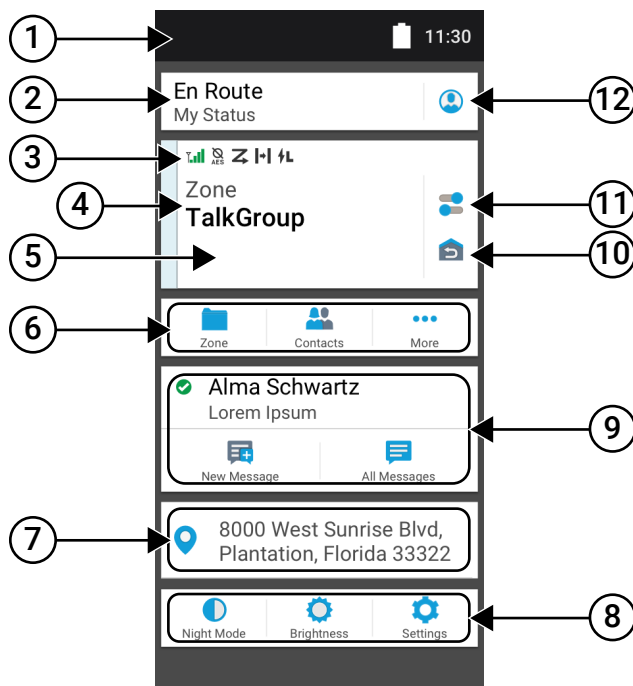 1
11:30
2
En Route
My Status
12
3
AES
L
4
Zone
TalkGroup
11
5
10
6
Zone
Contacts
More
Alma Schwartz
Lorem Ipsum
9
New Message
All Messages
7
8000 West Sunrise Blvd,
Plantation, Florida 33322
Night Mode
Brightness
Settings
8